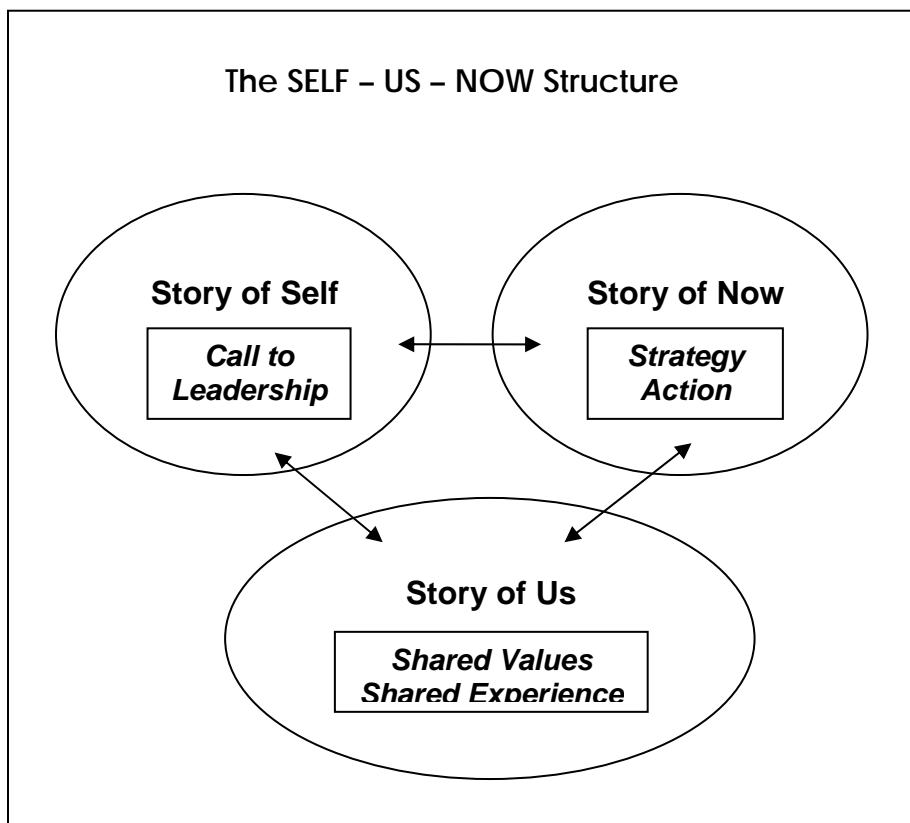 The SELF – US – NOW Structure
Story of Self
Call to
Leadership
Story of Now
Strategy
Action
Story of Us
Shared Values
Shared Experience